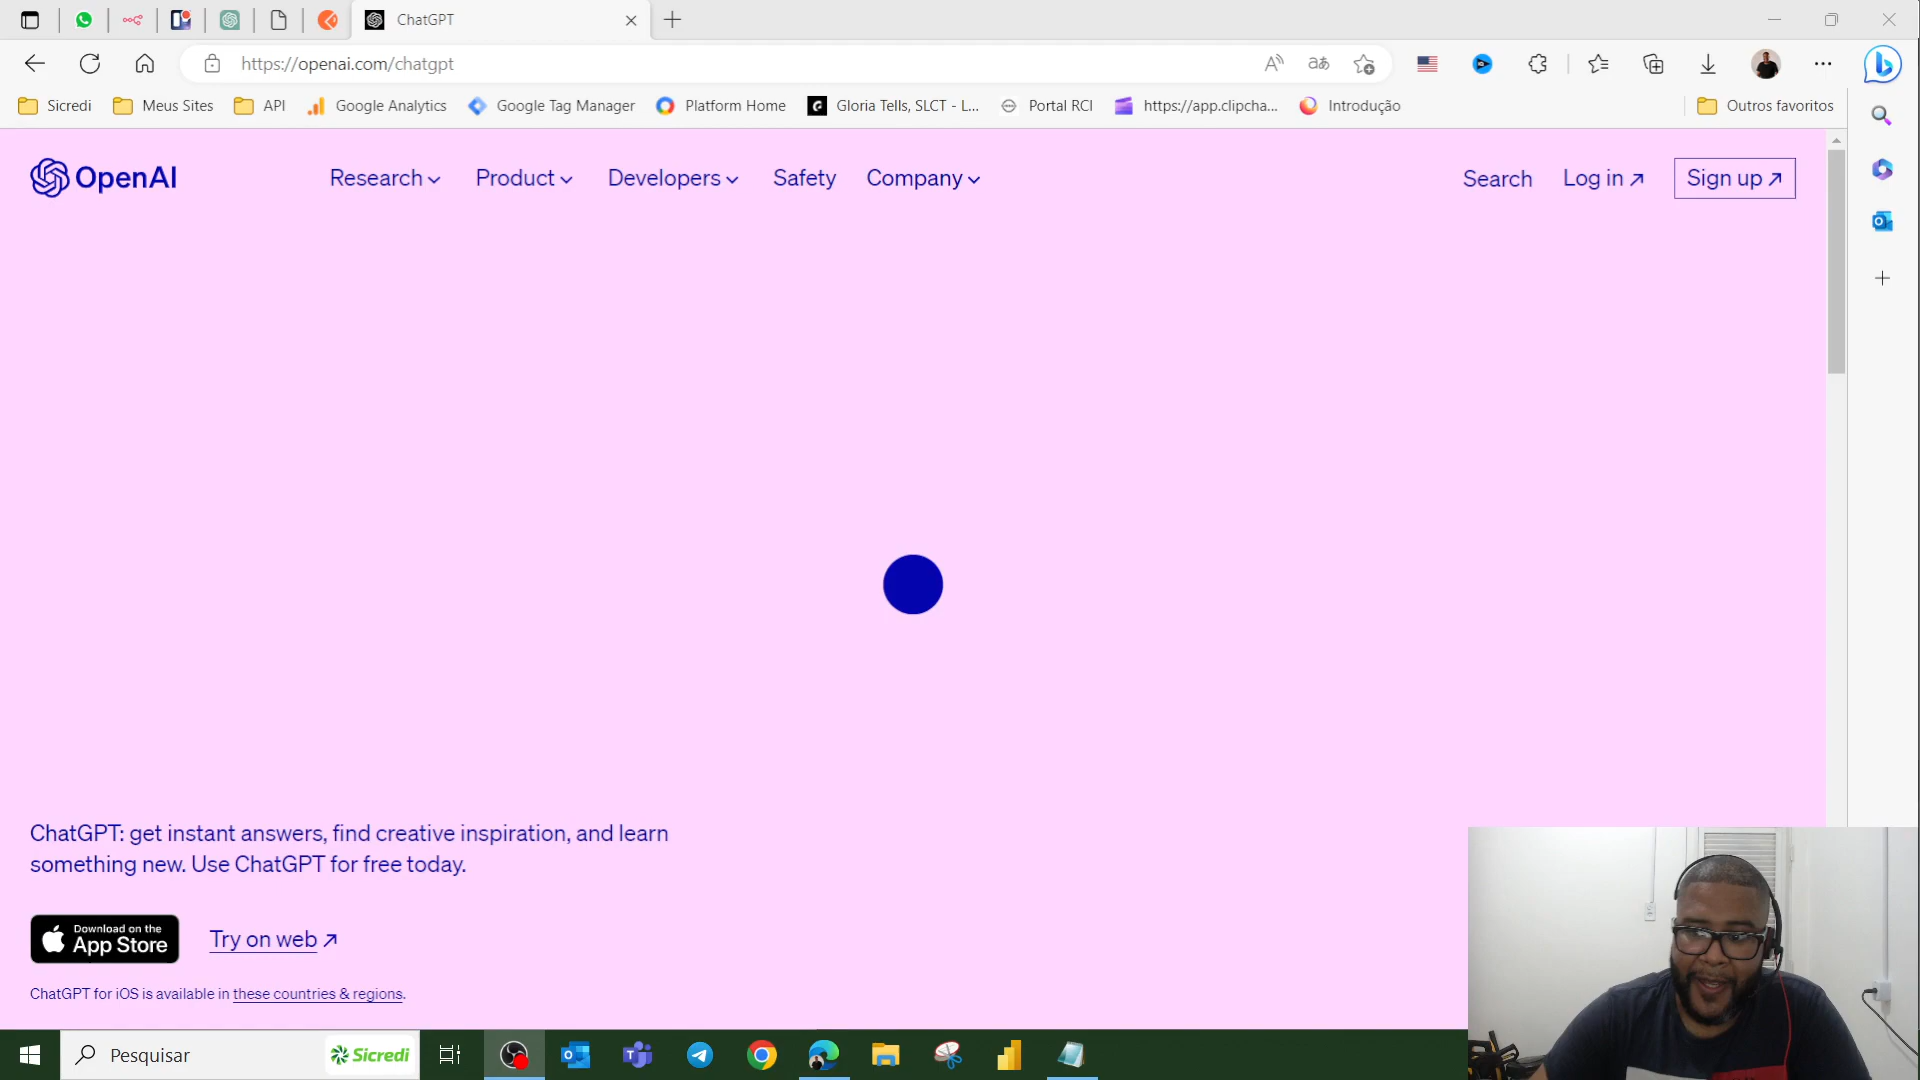 ChatGPT
https://openai.com/chatgpt
Sicredi
Meus Sites
API
Google Analytics
Google Tag Manager
Platform Home
Gloria Tells, SLCT - L...
Portal RCI
https://app.clipcha...
Introdução
Outros favoritos
OpenAI
Research
Product
Developers
Safety
Company
Search
Log in
Sign up
ChatGPT: get instant answers, find creative inspiration, and learn
something new. Use ChatGPT for free today.
Download on the
App Store
Try on web
ChatGPT for iOS is available in these countries & regions.
Pesquisar
Sicredi